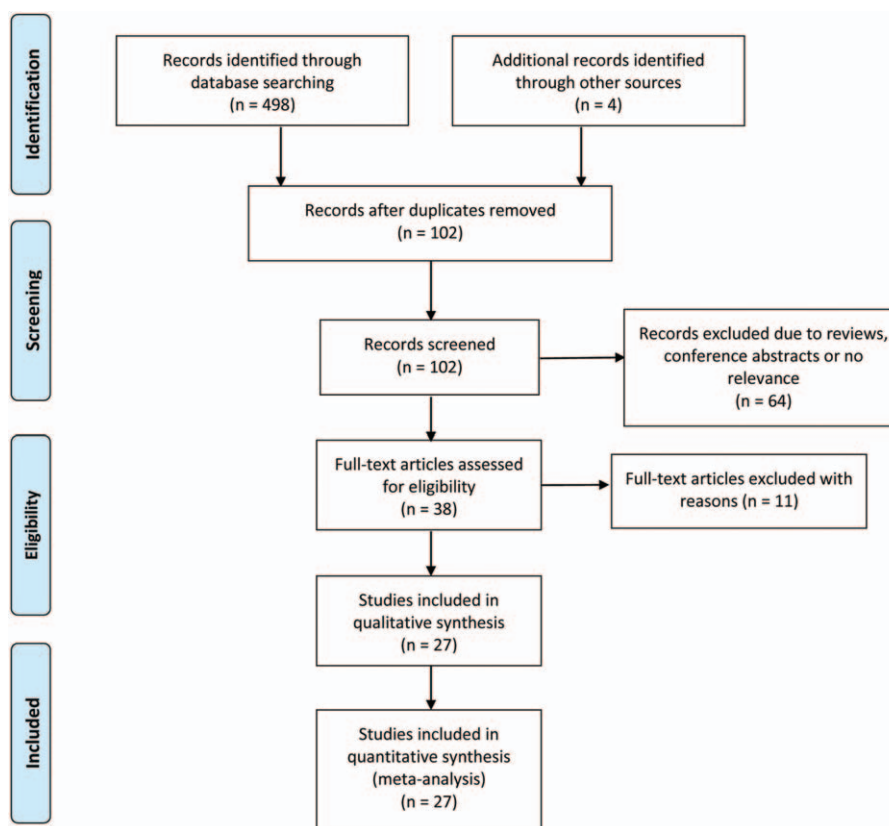 Identification
Records identified through
database searching
(n = 498)
Additional records identified
through other sources
(n = 4)
Records after duplicates removed
(n = 102)
Screening
Records screened
(n = 102)
Records excluded due to reviews,
conference abstracts or no
relevance
(n = 64)
Eligibility
Full-text articles assessed
for eligibility
(n = 38)
Full-text articles excluded with
reasons (n = 11)
Studies included in
qualitative synthesis
(n = 27)
Included
Studies included in
quantitative synthesis
(meta-analysis)
(n = 27)